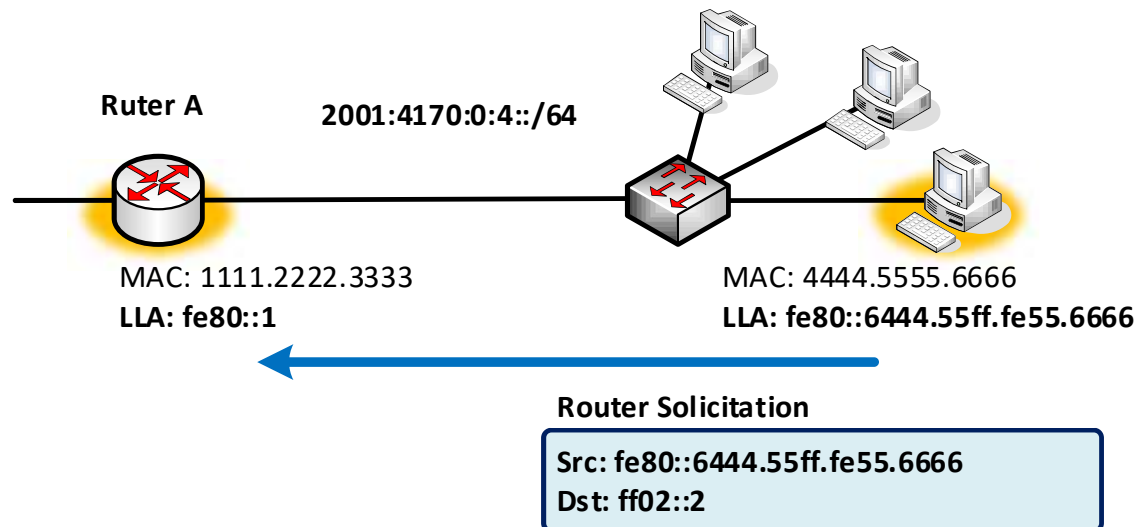 Ruter A
2001:4170:0:4::/64
MAC: 1111.2222.3333
LLA: fe80::1
MAC: 4444.5555.6666
LLA: fe80::6444.55ff.fe55.6666
Router Solicitation
Src: fe80::6444.55ff.fe55.6666
Dst: ff02::2